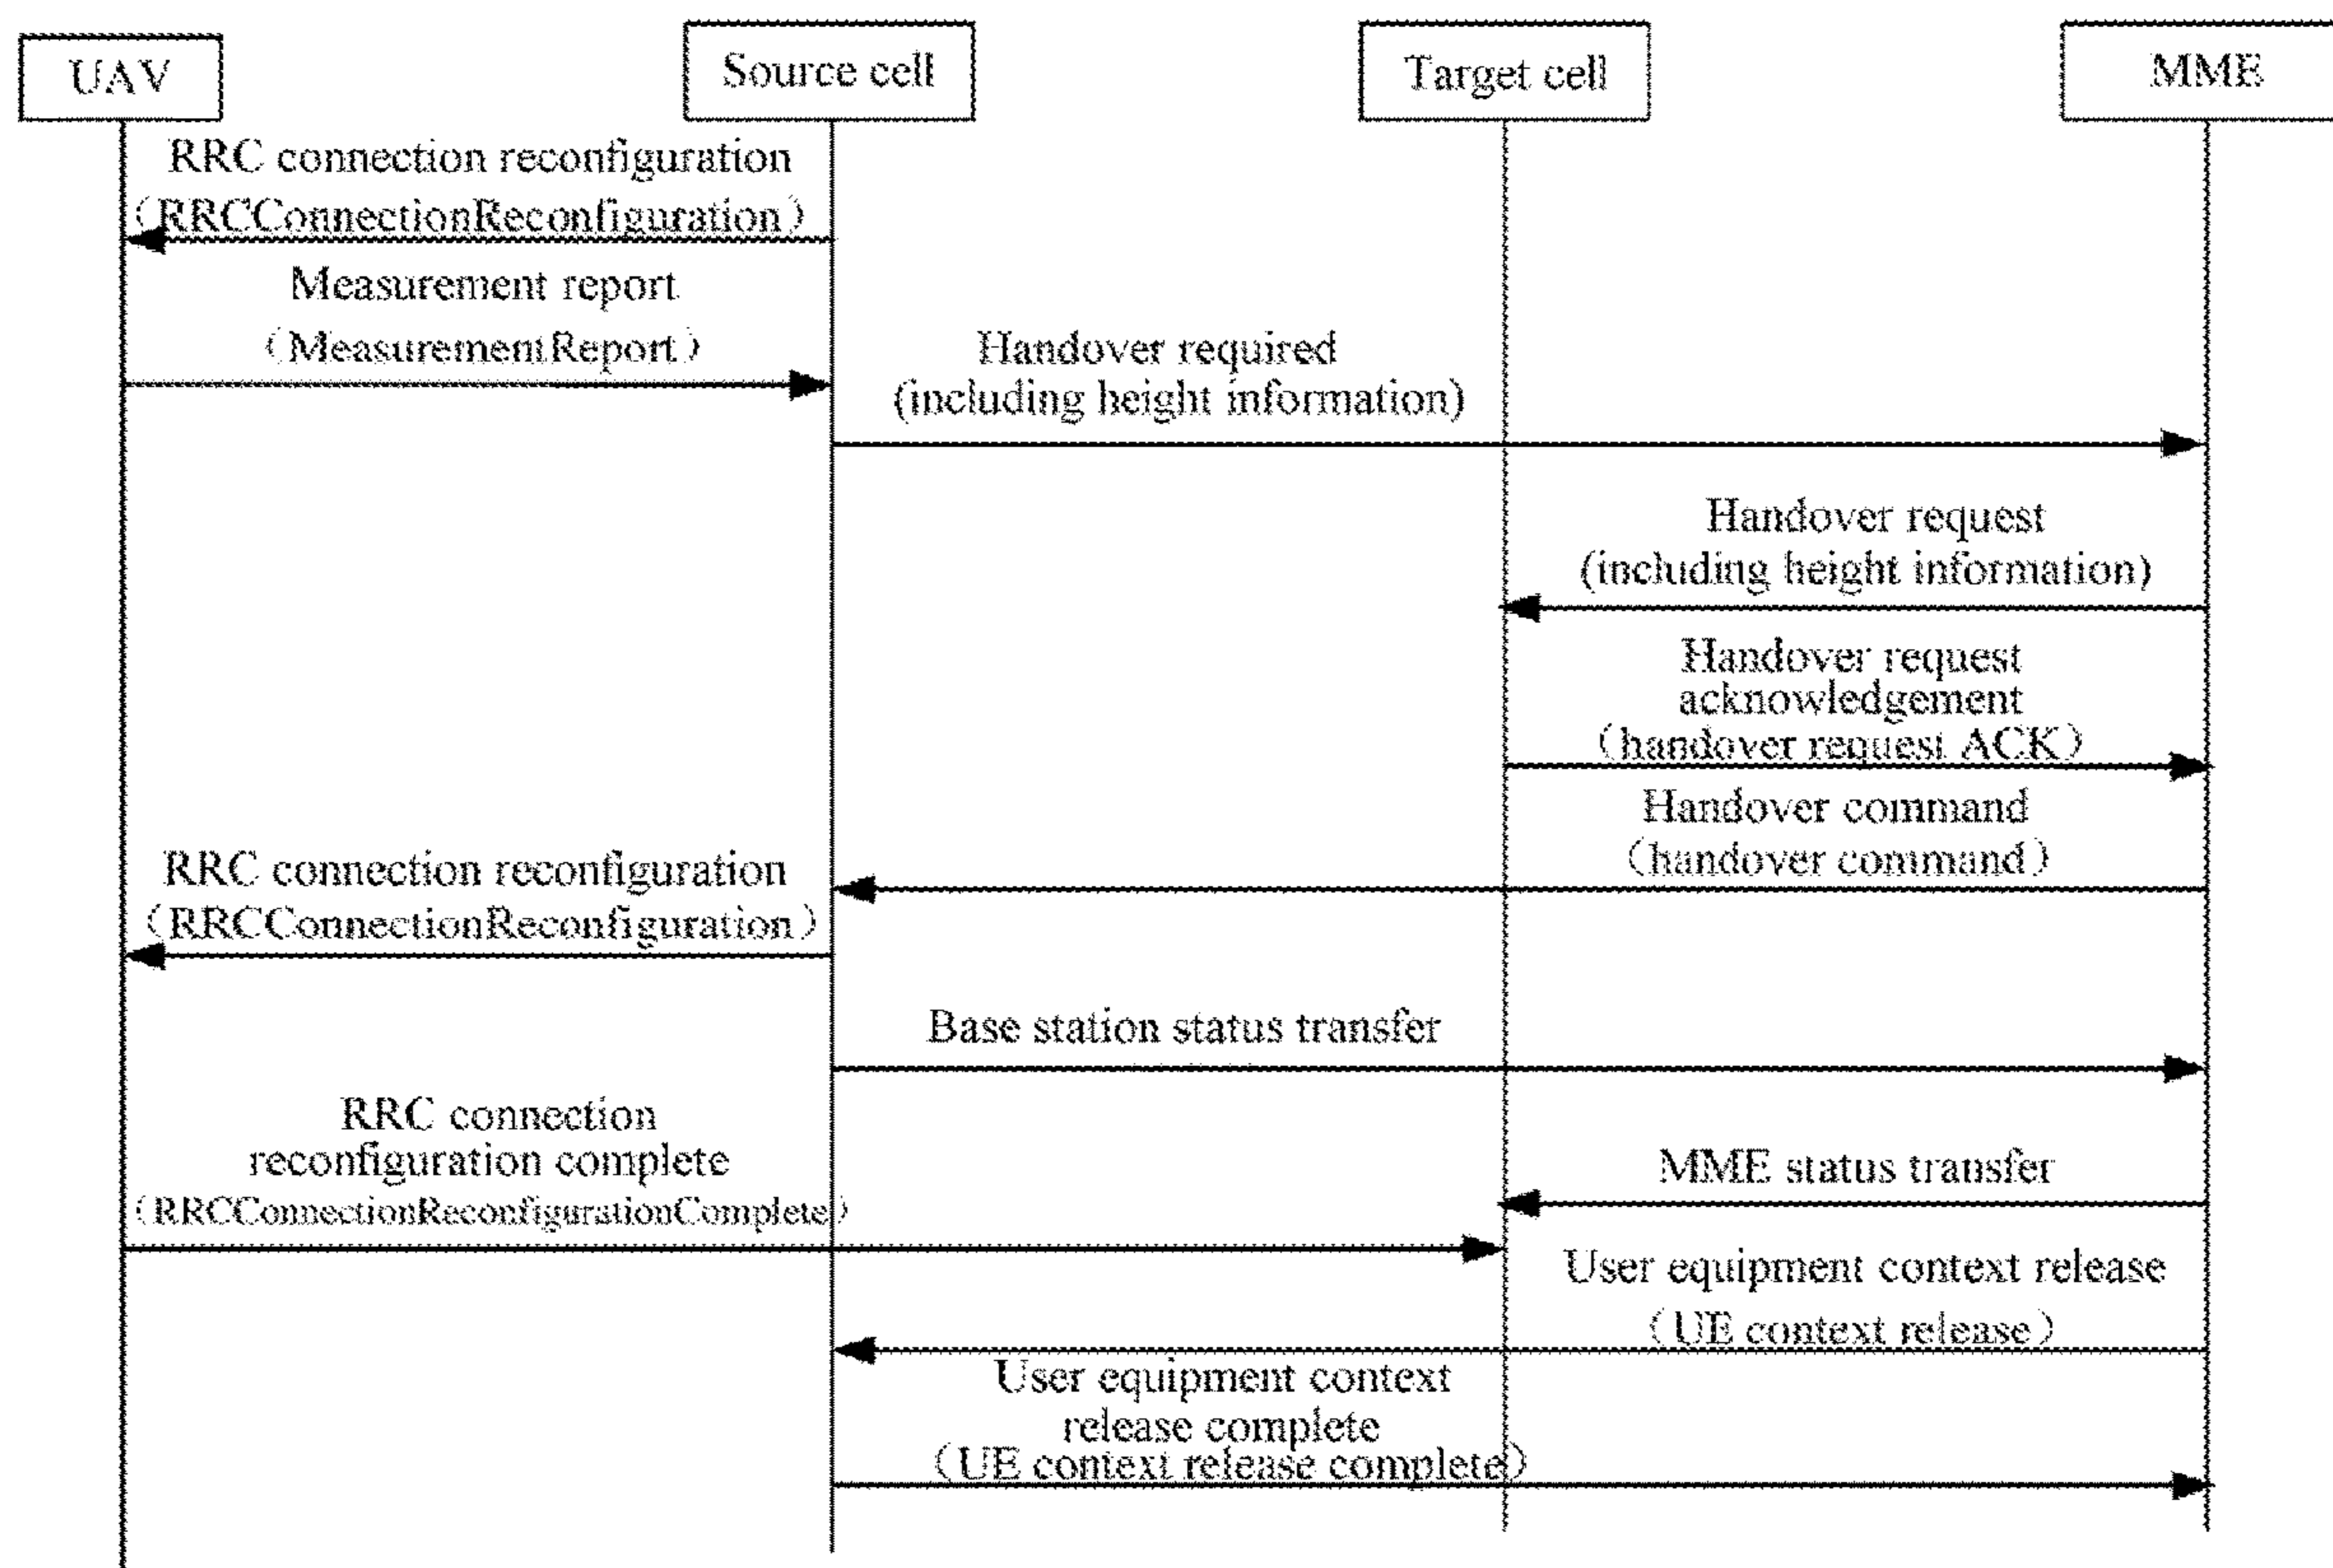 UAV
Source cell
Target cell
MME
RRC connection reconfiguration
(RRCConnectionReconfiguration)
Measurement report
(MeasurementReport)
Handover required
(including height information)
Handover request
(including height information)
Handover request
acknowledgement
(handover request ACK)
Handover command
(handover command)
RRC connection reconfiguration
(RRCConnectionReconfiguration)
Base station status transfer
RRC connection
reconfiguration complete
(RRCConnectionReconfigurationComplete)
MME status transfer
User equipment context release
(UE context release)
User equipment context
release complete
(UE context release complete)